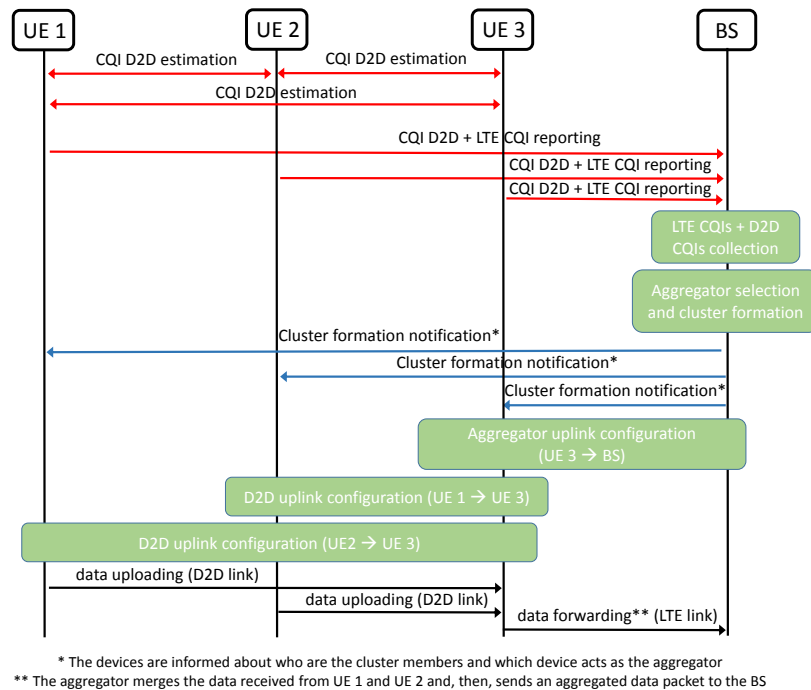 UE 1
UE 2
UE 3
BS
CQI D2D estimation
CQI D2D estimation
CQI D2D estimation
CQI D2D + LTE CQI reporting
CQI D2D + LTE CQI reporting
CQI D2D + LTE CQI reporting
LTE CQIs + D2D
CQIs collection
Aggregator selection
and cluster formation
Cluster formation notification*
Cluster formation notification*
Cluster formation notification*
Aggregator uplink configuration
(UE 3 → BS)
D2D uplink configuration (UE 1 → UE 3)
D2D uplink configuration (UE2 → UE 3)
data uploading (D2D link)
data uploading (D2D link)
data forwarding** (LTE link)
* The devices are informed about who are the cluster members and which device acts as the aggregator
** The aggregator merges the data received from UE 1 and UE 2 and, then, sends an aggregated data packet to the BS